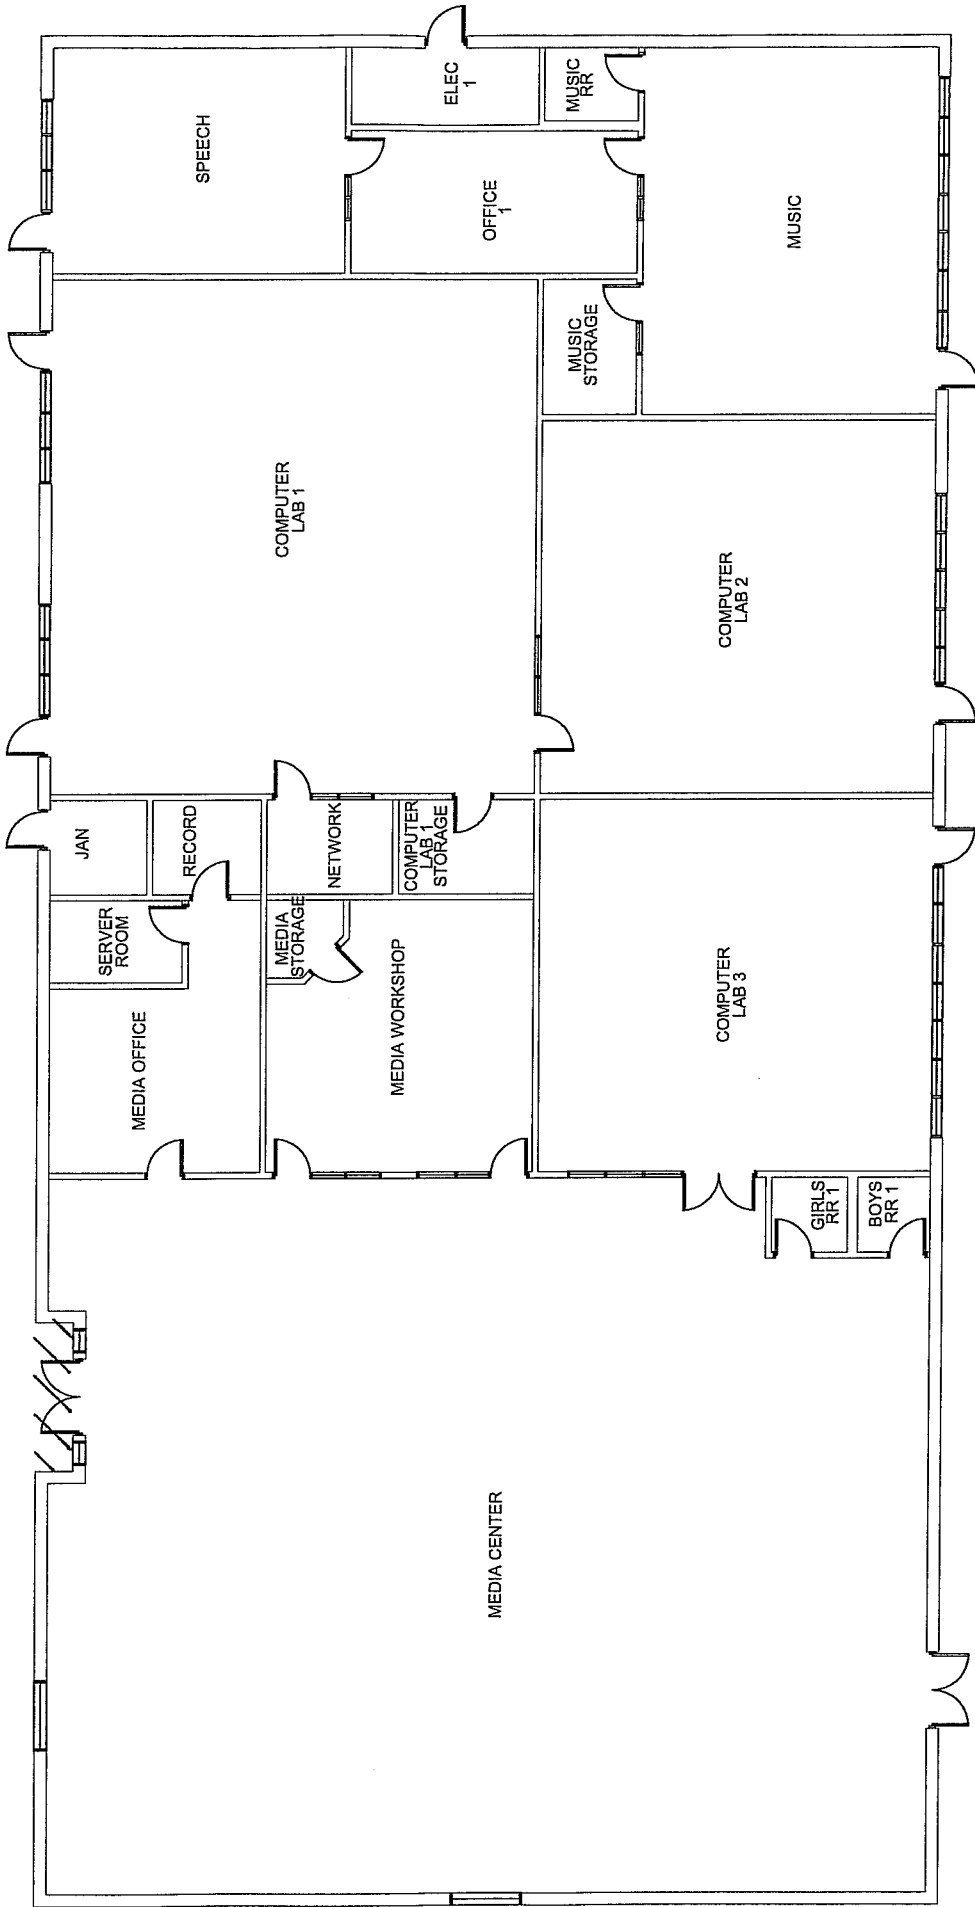 SPEECH
ELEC
1
MUSIC
RR
OFFICE
1
MUSIC
MUSIC
STORAGE
COMPUTER
LAB 1
COMPUTER
LAB 2
JAN
RECORD
NETWORK
COMPUTER
LAB 1
STORAGE
SERVER
ROOM
MEDIA
STORAGE
MEDIA OFFICE
MEDIA WORKSHOP
COMPUTER
LAB 3
GIRLS
RR 1
BOYS
RR 1
MEDIA CENTER